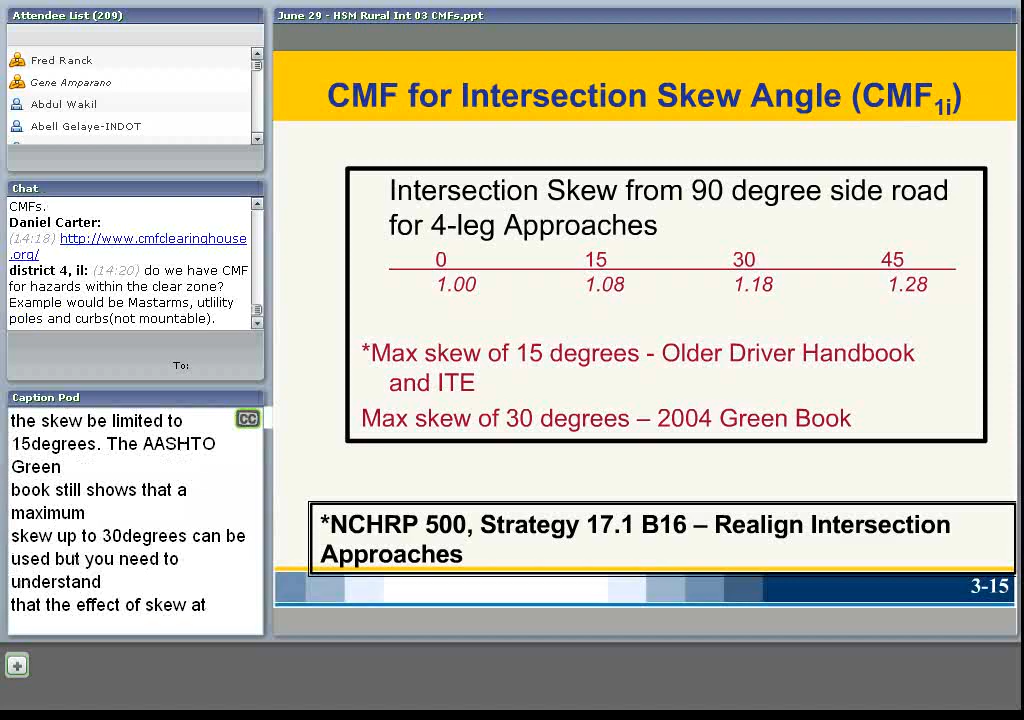 Attendee List (209)
Fred Ranck
Gene Amparano
Abdul Wakil
Abell Gelaye-INDOT
Chat
CMFs.
Daniel Carter:
(14:18) http://www.cmfclearinghouse
.org/
district 4, il: (14:20) do we have CMF
for hazards within the clear zone?
Example would be Mastarms, utlility
poles and curbs(not mountable).
To:
Caption Pod
CC
the skew be limited to
15degrees. The AASHTO
Green
book still shows that a
maximum
skew up to 30degrees can be
used but you need to
understand
that the effect of skew at
June 29 - HSM Rural Int 03 CMFs.ppt
CMF for Intersection Skew Angle (CMF1i)
Intersection Skew from 90 degree side road
for 4-leg Approaches
0 15 30 45
1.00 1.08 1.18 1.28
*Max skew of 15 degrees - Older Driver Handbook
and ITE
Max skew of 30 degrees – 2004 Green Book
*NCHRP 500, Strategy 17.1 B16 – Realign Intersection
Approaches
3-15